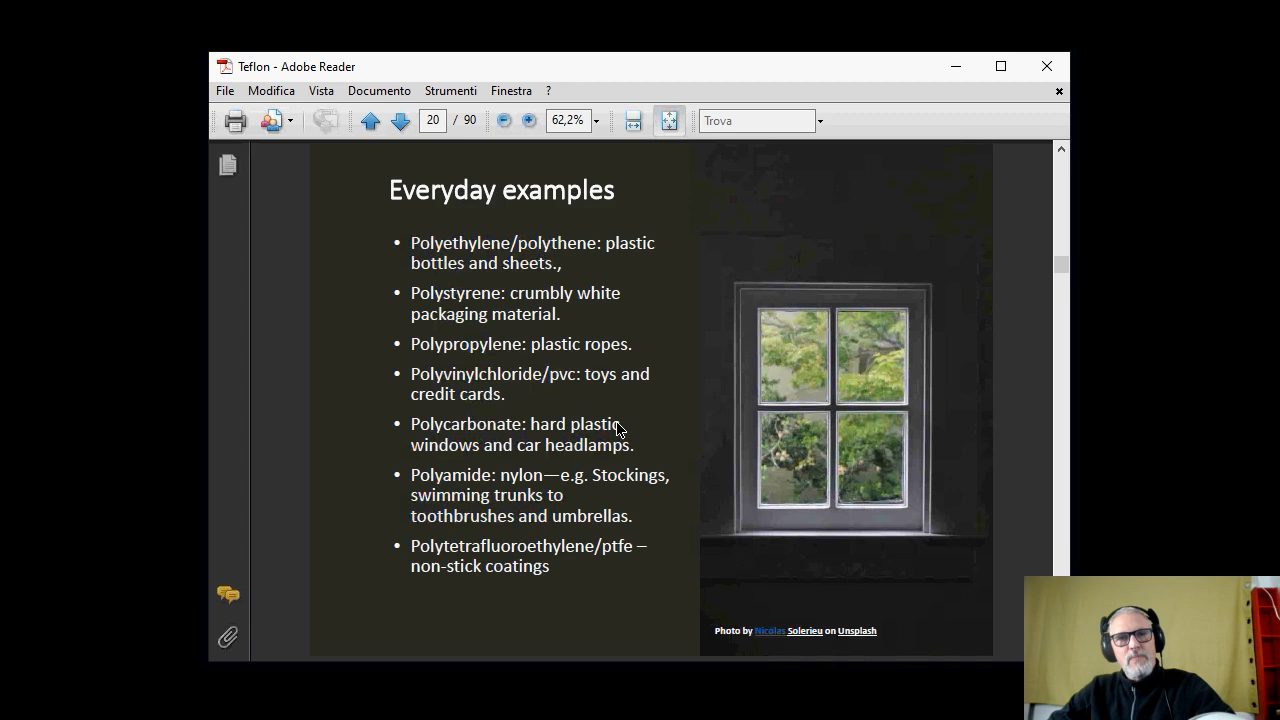 Teflon - Adobe Reader
File Modifica Vista Documento Strumenti Finestra ?
20 / 90 62,2% Trova
Everyday examples
• Polyethylene/polythene: plastic
bottles and sheets.,
• Polystyrene: crumbly white
packaging material.
• Polypropylene: plastic ropes.
• Polyvinylchloride/pvc: toys and
credit cards.
• Polycarbonate: hard plastic
windows and car headlamps.
• Polyamide: nylon—e.g. Stockings,
swimming trunks to
toothbrushes and umbrellas.
• Polytetrafluoroethylene/ptfe –
non-stick coatings
Photo by Nicolas Solerieu on Unsplash